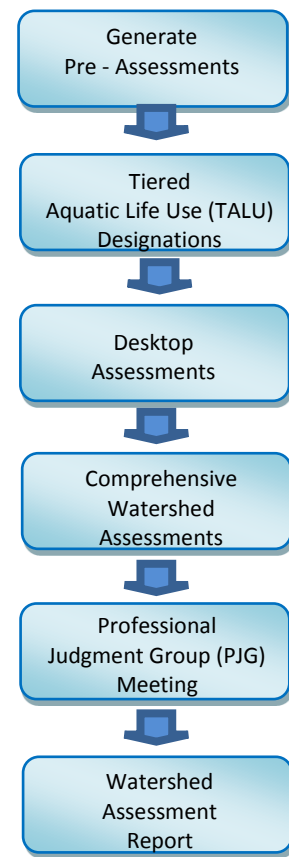 Generate
Pre - Assessments
Tiered
Aquatic Life Use (TALU)
Designations
Desktop
Assessments
Comprehensive
Watershed
Assessments
Professional
Judgment Group (PJG)
Meeting
Watershed
Assessment
Report